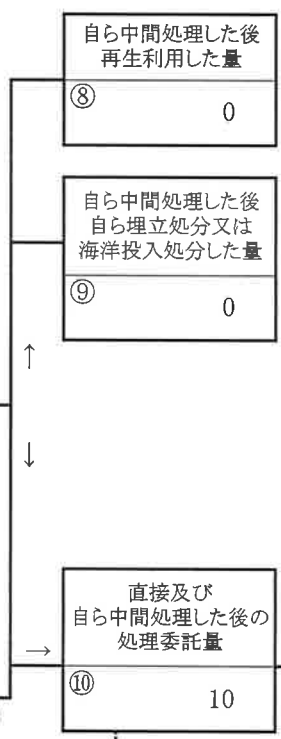 自ら中間処理した後
再生利用した量
⑧
0
自ら中間処理した後
自ら埋立処分又は
海洋投入処分した量
⑨
0
↑
↓
直接及び
自ら中間処理した後の
処理委託量
→
⑩
10